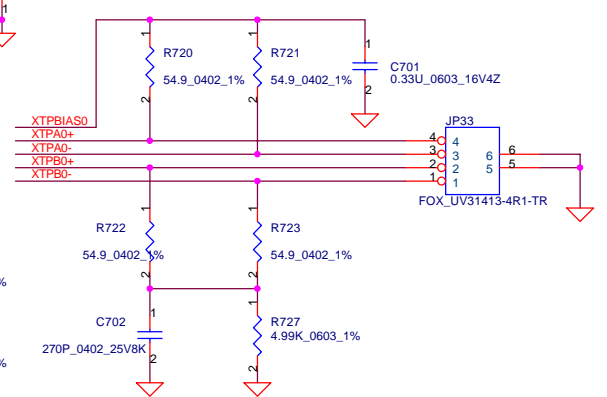 1
1
1
1
R720
R721
C701
54.9_0402_1%
54.9_0402_1%
0.33U_0603_16V4Z
2
2
2
XTPBIAS0
XTPA0+
XTPA0-
XTPB0+
XTPB0-
JP33
4
3
2
1
4
3
2
1
6
5
6
5
FOX_UV31413-4R1-TR
1
1
R722
R723
54.9_0402_1%
54.9_0402_1%
2
2
%
C702
1
1
R727
4.99K_0603_1%
270P_0402_25V8K
2
2
%